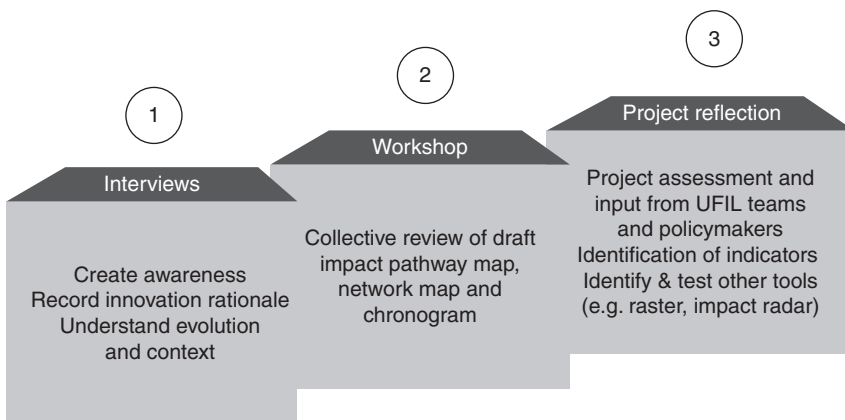 1
Interviews
Create awareness
Record innovation rationale
Understand evolution
and context
2
Workshop
Collective review of draft
impact pathway map,
network map and
chronogram
3
Project reflection
Project assessment and
input from UFIL teams
and policymakers
Identification of indicators
Identify & test other tools
(e.g. raster, impact radar)